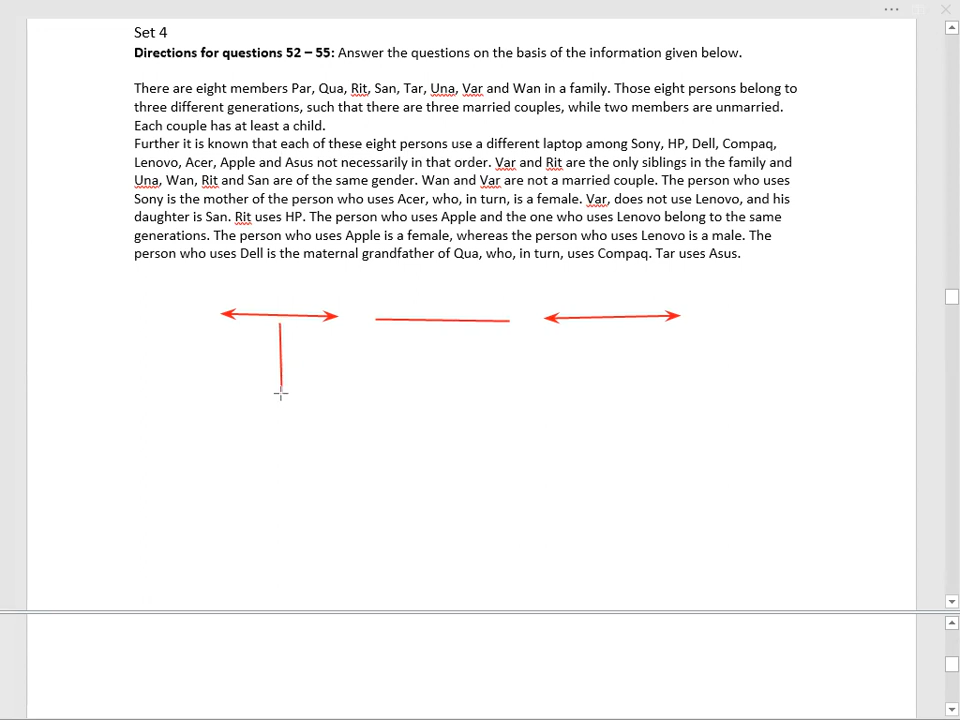 Set 4
Directions for questions 52 – 55: Answer the questions on the basis of the information given below.
There are eight members Par, Qua, Rit, San, Tar, Una, Var and Wan in a family. Those eight persons belong to
three different generations, such that there are three married couples, while two members are unmarried.
Each couple has at least a child.
Further it is known that each of these eight persons use a different laptop among Sony, HP, Dell, Compaq,
Lenovo, Acer, Apple and Asus not necessarily in that order. Var and Rit are the only siblings in the family and
Una, Wan, Rit and San are of the same gender. Wan and Var are not a married couple. The person who uses
Sony is the mother of the person who uses Acer, who, in turn, is a female. Var, does not use Lenovo, and his
daughter is San. Rit uses HP. The person who uses Apple and the one who uses Lenovo belong to the same
generations. The person who uses Apple is a female, whereas the person who uses Lenovo is a male. The
person who uses Dell is the maternal grandfather of Qua, who, in turn, uses Compaq. Tar uses Asus.